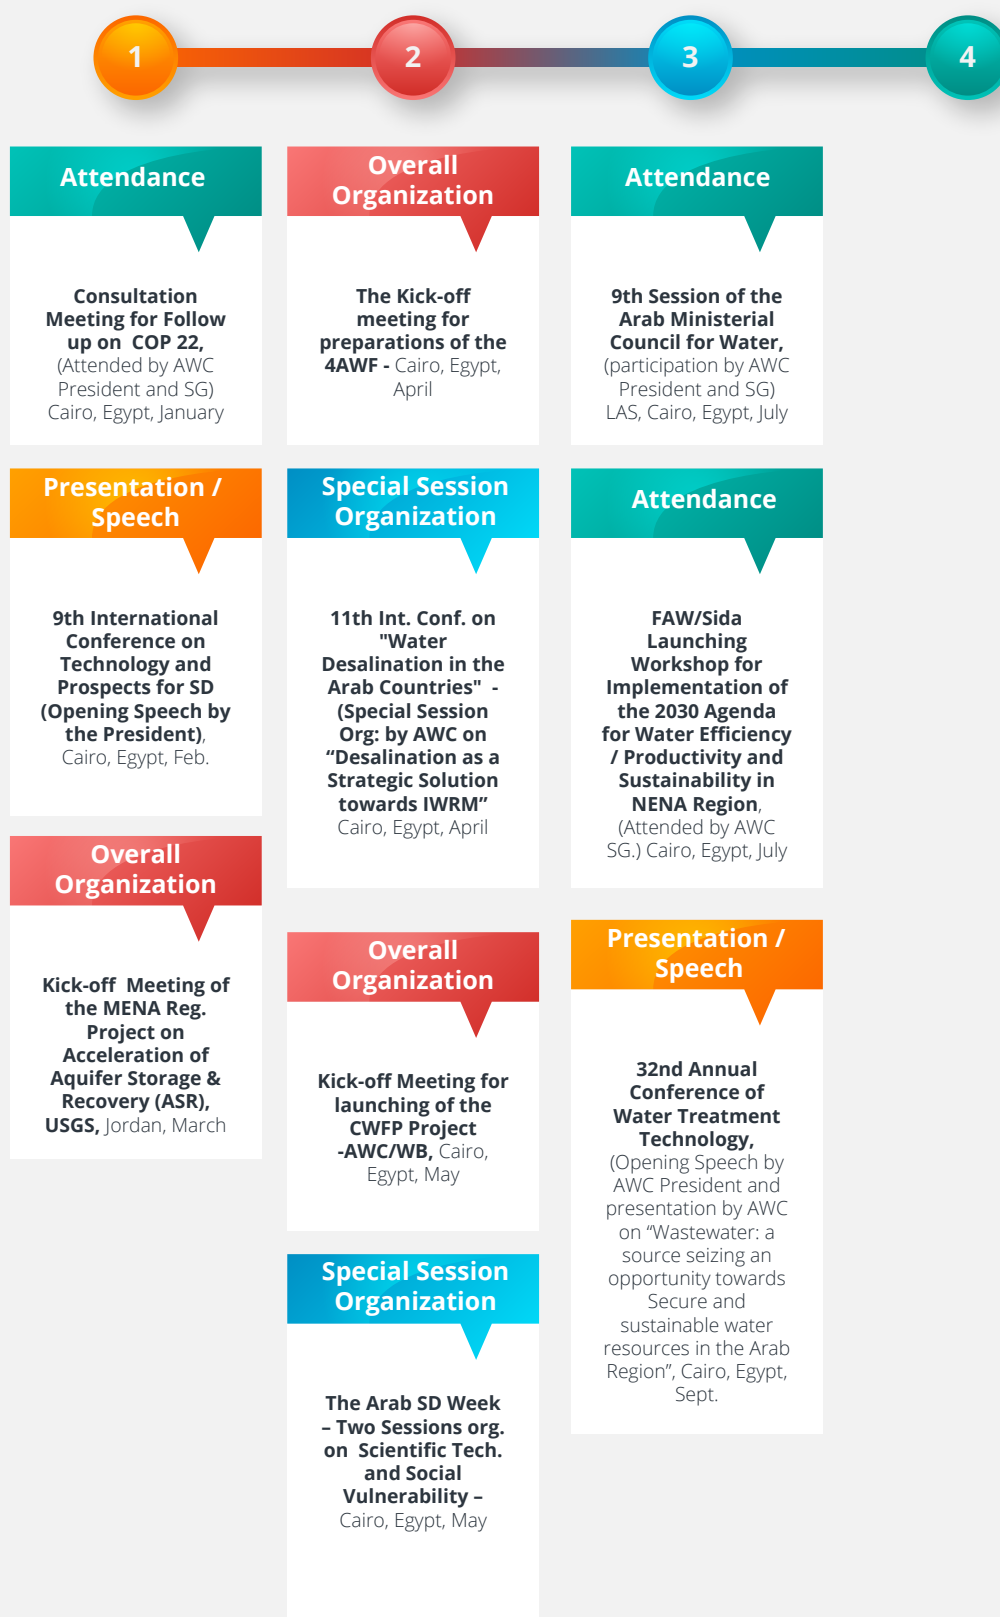 1
2
3
4
Attendance
Consultation
Meeting for Follow
up on COP 22,
(Attended by AWC
President and SG)
Cairo, Egypt, January
Presentation /
Speech
9th International
Conference on
Technology and
Prospects for SD
(Opening Speech by
the President),
Cairo, Egypt, Feb.
Overall
Organization
Kick-off Meeting of
the MENA Reg.
Project on
Acceleration of
Aquifer Storage &
Recovery (ASR),
USGS, Jordan, March
Overall
Organization
The Kick-off
meeting for
preparations of the
4AWF - Cairo, Egypt,
April
Special Session
Organization
11th Int. Conf. on
"Water
Desalination in the
Arab Countries" -
(Special Session
Org: by AWC on
“Desalination as a
Strategic Solution
towards IWRM”
Cairo, Egypt, April
Overall
Organization
Kick-off Meeting for
launching of the
CWFP Project
-AWC/WB, Cairo,
Egypt, May
Special Session
Organization
The Arab SD Week
– Two Sessions org.
on Scientific Tech.
and Social
Vulnerability –
Cairo, Egypt, May
Attendance
9th Session of the
Arab Ministerial
Council for Water,
(participation by AWC
President and SG)
LAS, Cairo, Egypt, July
Attendance
FAW/Sida
Launching
Workshop for
Implementation of
the 2030 Agenda
for Water Efficiency
/ Productivity and
Sustainability in
NENA Region,
(Attended by AWC
SG.) Cairo, Egypt, July
Presentation /
Speech
32nd Annual
Conference of
Water Treatment
Technology,
(Opening Speech by
AWC President and
presentation by AWC
on “Wastewater: a
source seizing an
opportunity towards
Secure and
sustainable water
resources in the Arab
Region”, Cairo, Egypt,
Sept.